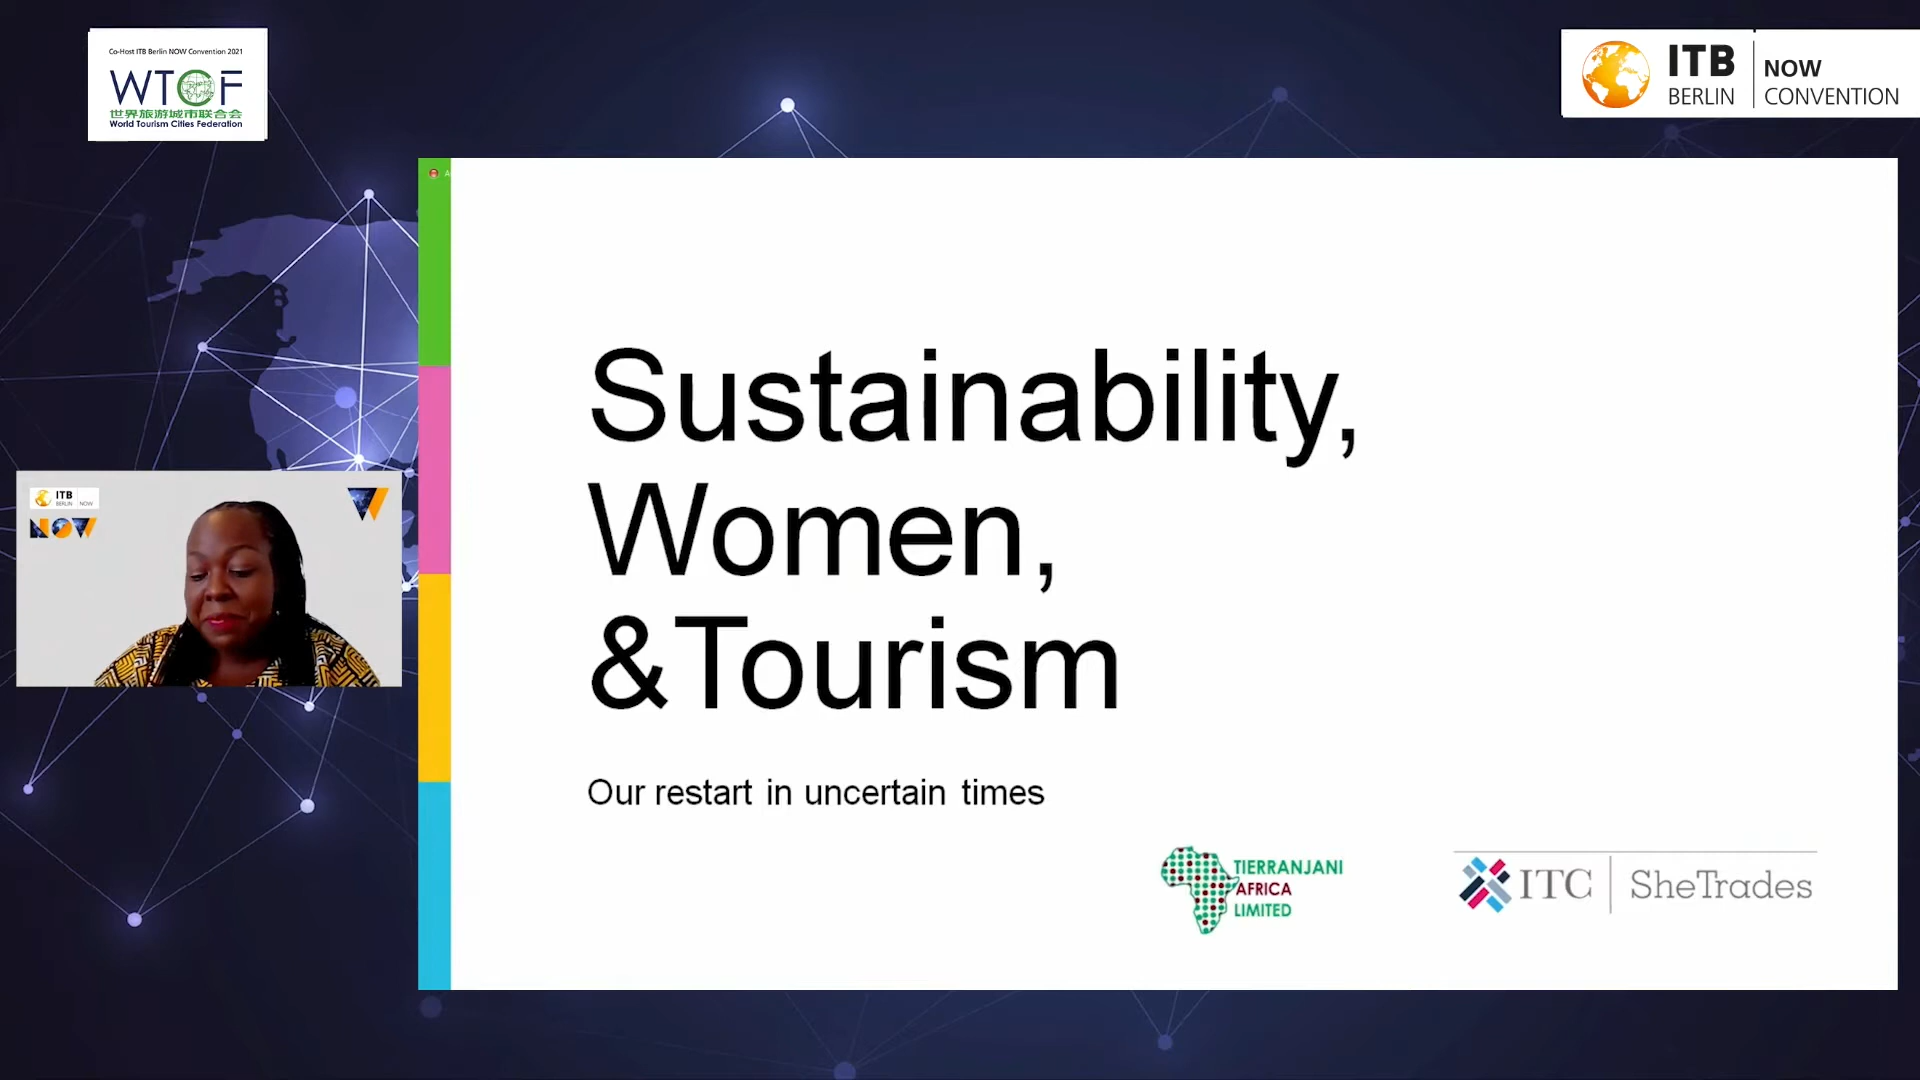 Co-Host ITB Berlin NOW Convention 2021
WTCF
世界旅游城市联合会
World Tourism Cities Federation
ITB
BERLIN
NOW
CONVENTION
ITB
BERLIN NOW
NOW
Sustainability,
Women,
&Tourism
Our restart in uncertain times
TIERRANJANI
AFRICA
LIMITED
ITC SheTrades